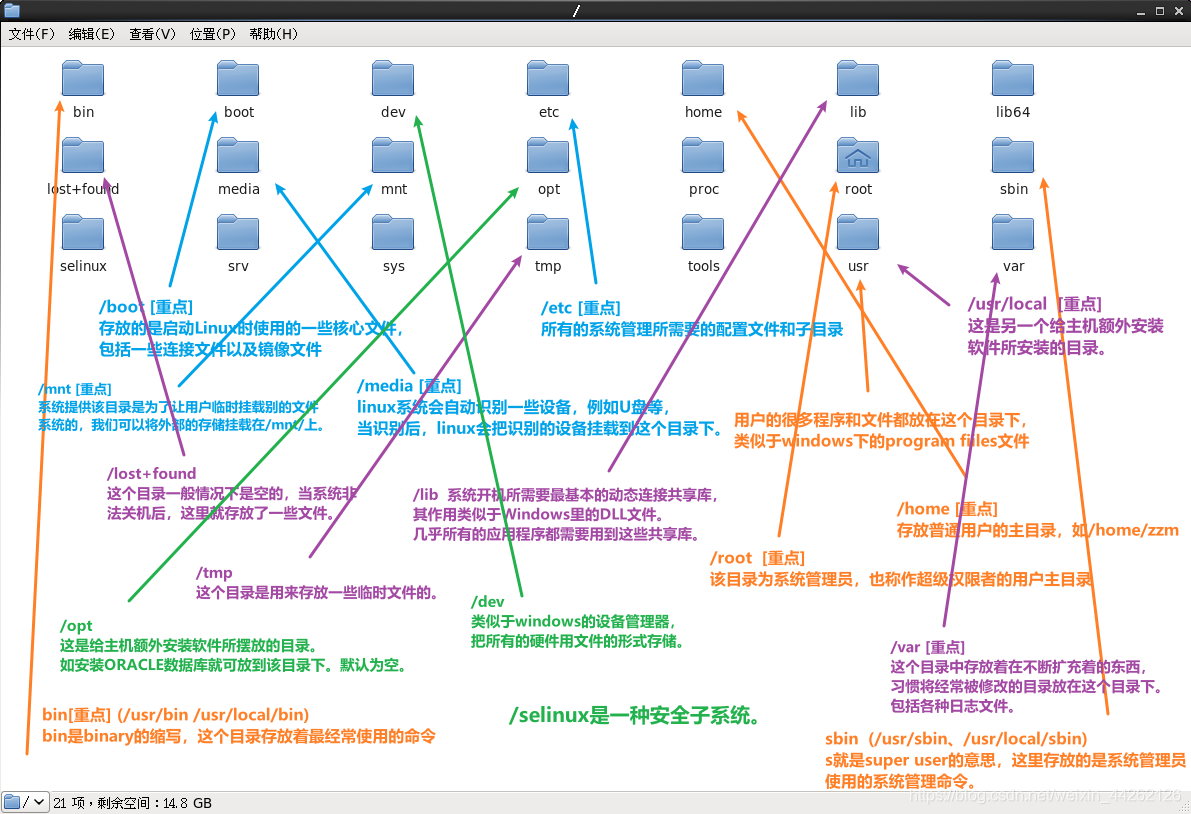 /
文件(F) 编辑(E) 查看(V) 位置(P) 帮助(H)
bin boot dev etc home lib lib64
lost+found media mnt opt proc root sbin
selinux srv sys tmp tools usr var
/boot [重点]
存放的是启动Linux时使用的一些核心文件，
包括一些连接文件以及镜像文件
/etc [重点]
所有的系统管理所需要的配置文件和子目录
/usr/local [重点]
这是另一个给主机额外安装
软件所安装的目录。
/mnt [重点]
系统提供该目录是为了让用户临时挂载别的文件
系统的，我们可以将外部的存储挂载在/mnt/上。
/media [重点]
linux系统会自动识别一些设备，例如U盘等，
当识别后，linux会把识别的设备挂载到这个目录下。
用户的很多程序和文件都放在这个目录下，
类似于windows下的program fiiles文件
/lost+found
这个目录一般情况下是空的，当系统非
法关机后，这里就存放了一些文件。
/lib 系统开机所需要最基本的动态连接共享库，
其作用类似于Windows里的DLL文件。
几乎所有的应用程序都需要用到这些共享库。
/home [重点]
存放普通用户的主目录，如/home/zzm
/root [重点]
该目录为系统管理员，也称作超级权限者的用户主目录
/tmp
这个目录是用来存放一些临时文件的。
/dev
类似于windows的设备管理器，
把所有的硬件用文件的形式存储。
/opt
这是给主机额外安装软件所摆放的目录。
如安装ORACLE数据库就可放到该目录下。默认为空。
/var [重点]
这个目录中存放着在不断扩充着的东西，
习惯将经常被修改的目录放在这个目录下。
包括各种日志文件。
bin[重点] (/usr/bin /usr/local/bin)
bin是binary的缩写，这个目录存放着最经常使用的命令
/selinux是一种安全子系统。
sbin（/usr/sbin、/usr/local/sbin)
s就是super user的意思，这里存放的是系统管理员
使用的系统管理命令。
https://blog.csdn.net/weixin_44262126
/ 21 项，剩余空间：14.8 GB